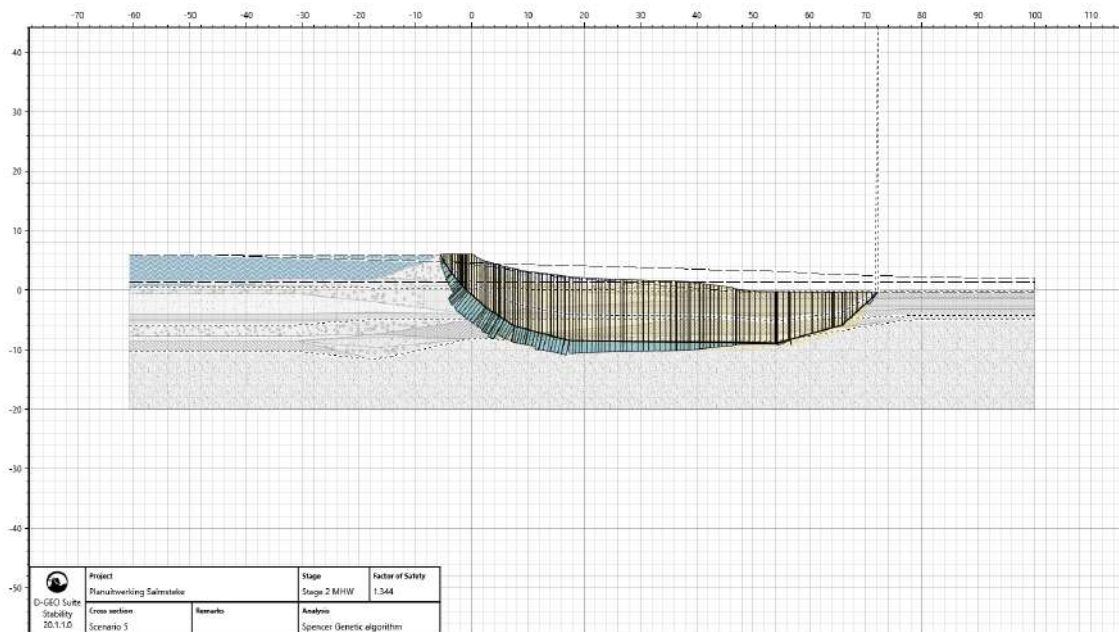 -70 -60 -50 -40 -30 -20 -10 0 10 20 30 40 50 60 70 80 90 100 110
40
30
20
10
0
-10
-20
-30
-40
-50
Project
Planuitwerking Salmsteke
Stage
Stage 2 MHW
Factor of Safety
1.344
D-GEO Suite
Stability
20.1.1.0
Cross section
Scenario 5
Remarks
Analysis
Spencer Genetic algorithm